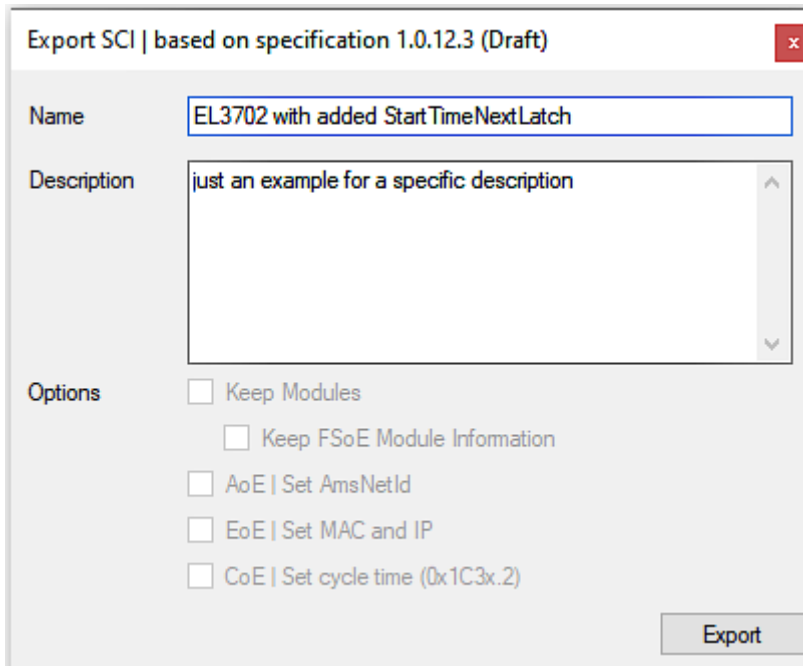 Export SCI | based on specification 1.0.12.3 (Draft)
x
Name
EL3702 with added StartTimeNextLatch
Description
just an example for a specific description
Options
Keep Modules
Keep FSoE Module Information
AoE | Set AmsNetId
EoE | Set MAC and IP
CoE | Set cycle time (0x1C3x.2)
Export